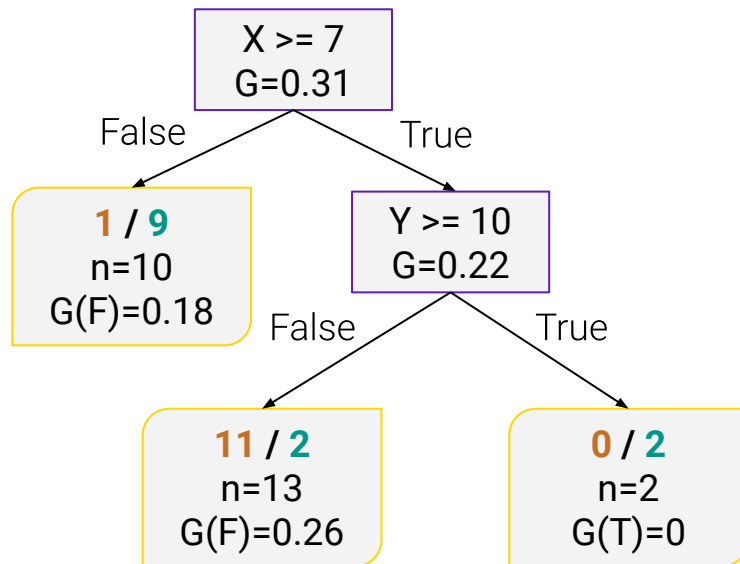 X >= 7
G=0.31
False
True
1 / 9
n=10
G(F)=0.18
Y >= 10
G=0.22
False
True
11 / 2
n=13
G(F)=0.26
0 / 2
n=2
G(T)=0